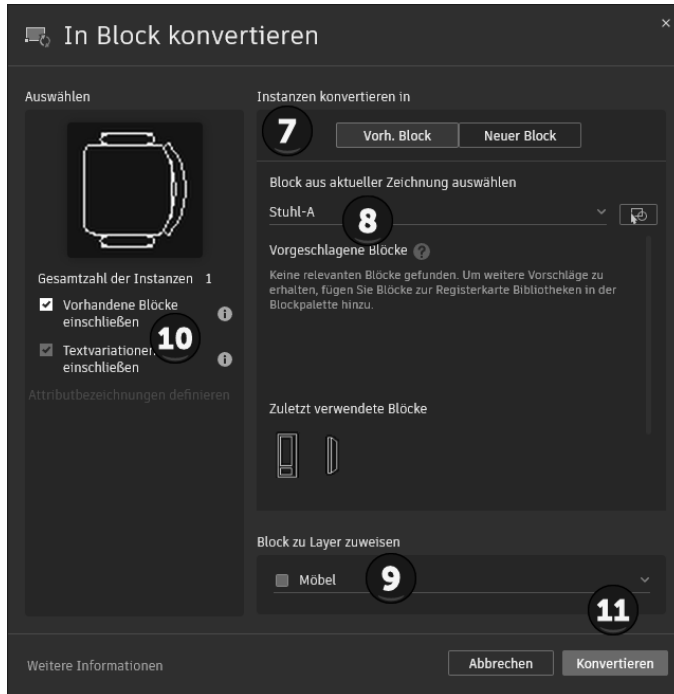 In Block konvertieren
×
Auswählen
Gesamtzahl der Instanzen 1
Vorhandene Blöcke
einschließen
10
Textvariationen
einschließen
Attributbezeichnungen definieren
Instanzen konvertieren in
7
Vorh. Block
Neuer Block
Block aus aktueller Zeichnung auswählen
Stuhl-A
8
Vorgeschlagene Blöcke ?
Keine relevanten Blöcke gefunden. Um weitere Vorschläge zu
erhalten, fügen Sie Blöcke zur Registerkarte Bibliotheken in der
Blockpalette hinzu.
Zuletzt verwendete Blöcke
Block zu Layer zuweisen
Möbel
9
11
Weitere Informationen
Abbrechen
Konvertieren